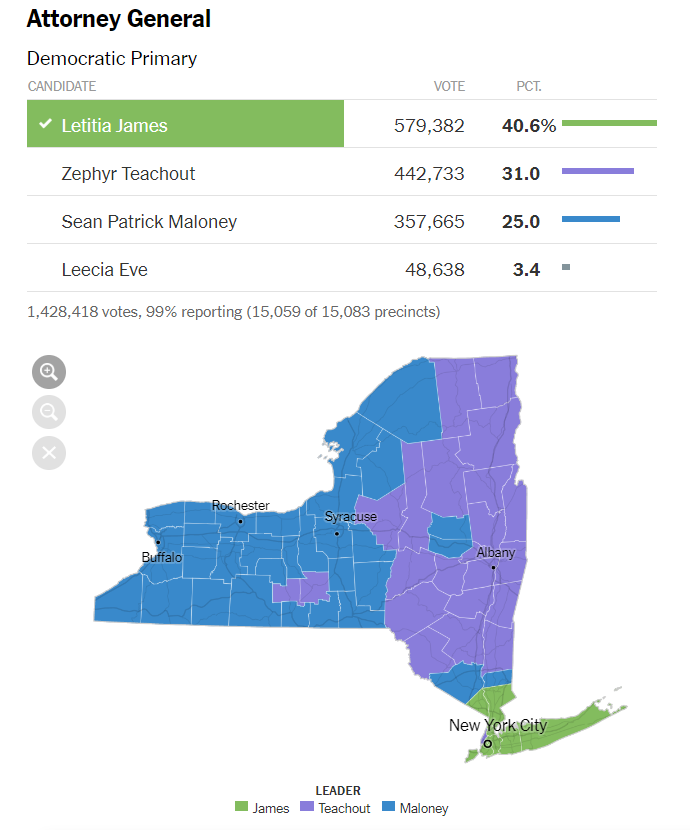 Attorney General
Democratic Primary
CANDIDATE VOTE PCT.
Letitia James 579,382 40.6%
Zephyr Teachout 442,733 31.0
Sean Patrick Maloney 357,665 25.0
Leecia Eve 48,638 3.4
1,428,418 votes, 99% reporting (15,059 of 15,083 precincts)
Rochester
Syracuse
Buffalo
Albany
New York City
LEADER
James Teachout Maloney